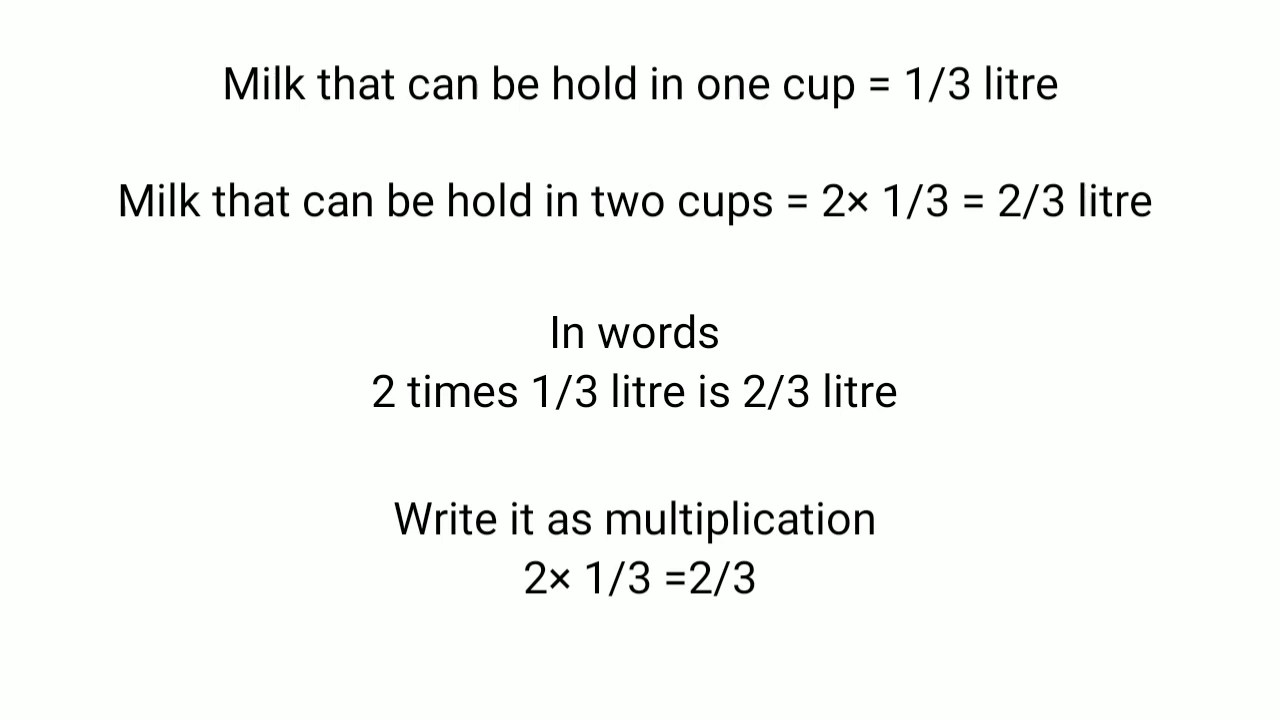 Milk that can be hold in one cup = 1/3 litre
Milk that can be hold in two cups = 2× 1/3 = 2/3 litre
In words
2 times 1/3 litre is 2/3 litre
Write it as multiplication
2× 1/3 =2/3